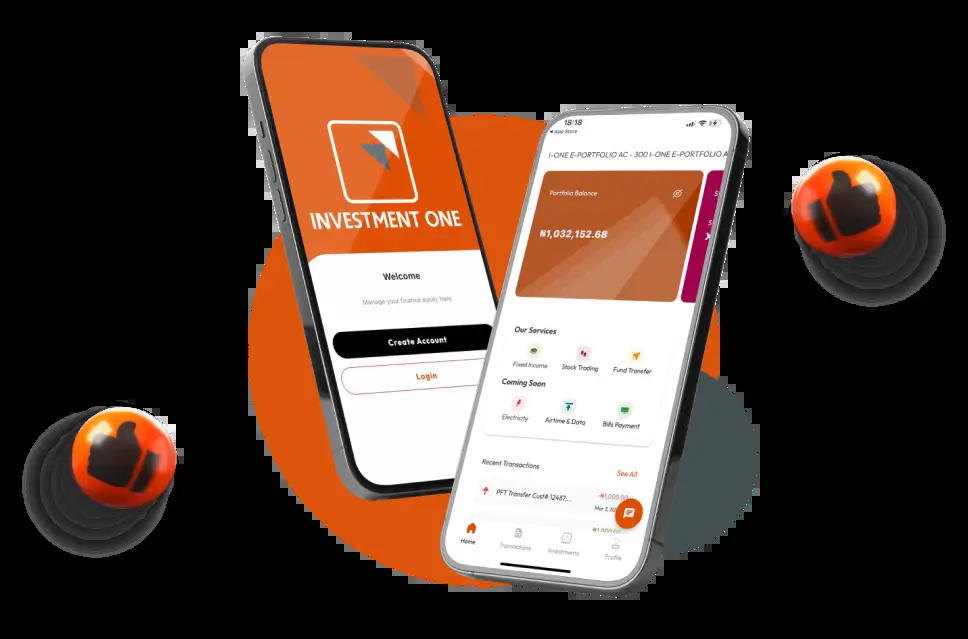 INVESTMENT ONE
Welcome
Manage your finance easily here
Create Account
Login
18:18
App Store
I-ONE E-PORTFOLIO AC - 300 I-ONE E-PORTFOLIO A
Portfolio Balance
₦1,032,152.68
Our Services
Fixed Income
Stock Trading
Fund Transfer
Coming Soon
Electricity
Airtime & Data
Bills Payment
Recent Transactions
See All
PFT Transfer Cust#:12487:...
-₦1,000.00
Mar 3, 20
Home
Transactions
Investments
Profile